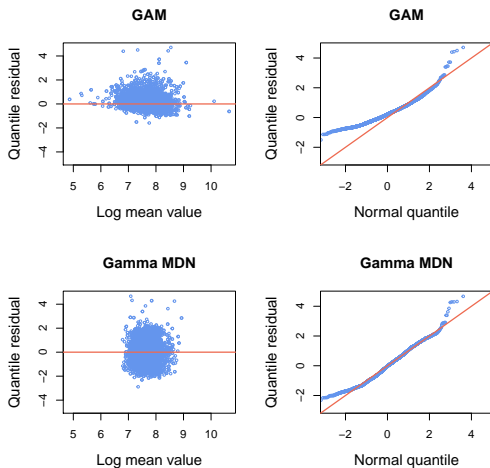 GAM
Quantile residual
4
2
0
−2
−4
5 6 7 8 9 10
Log mean value
GAM
Quantile residual
4
2
0
−2
−2 0 2 4
Normal quantile
Gamma MDN
Quantile residual
4
2
0
−2
−4
5 6 7 8 9 10
Log mean value
Gamma MDN
Quantile residual
4
2
0
−2
−2 0 2 4
Normal quantile